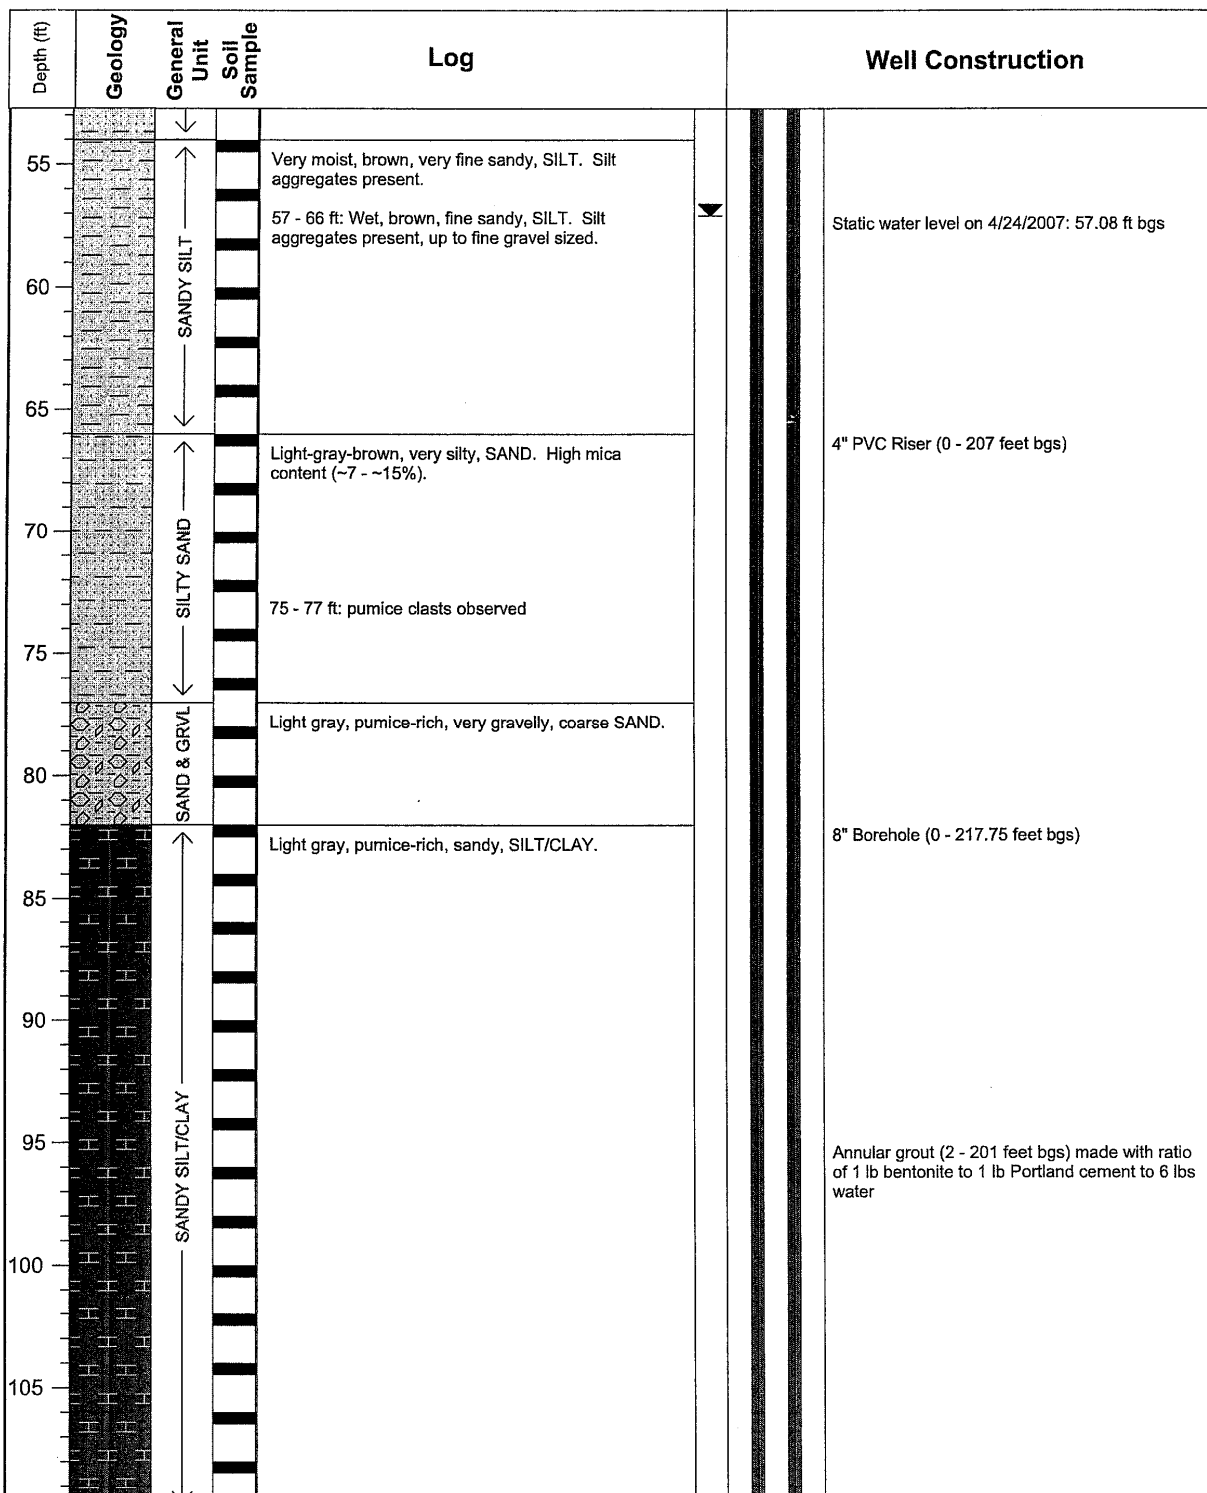 Depth (ft)
Geology
General
Unit
Soil
Sample
Log
Well Construction
55
60
65
70
75
80
85
90
95
100
105
SANDY SILT
SILTY SAND
SAND & GRVL
SANDY SILT/CLAY
Very moist, brown, very fine sandy, SILT. Silt
aggregates present.
57 - 66 ft: Wet, brown, fine sandy, SILT. Silt
aggregates present, up to fine gravel sized.
Light-gray-brown, very silty, SAND. High mica
content (~7 - ~15%).
75 - 77 ft: pumice clasts observed
Light gray, pumice-rich, very gravelly, coarse SAND.
Light gray, pumice-rich, sandy, SILT/CLAY.
Static water level on 4/24/2007: 57.08 ft bgs
4" PVC Riser (0 - 207 feet bgs)
8" Borehole (0 - 217.75 feet bgs)
Annular grout (2 - 201 feet bgs) made with ratio
of 1 lb bentonite to 1 lb Portland cement to 6 lbs
water